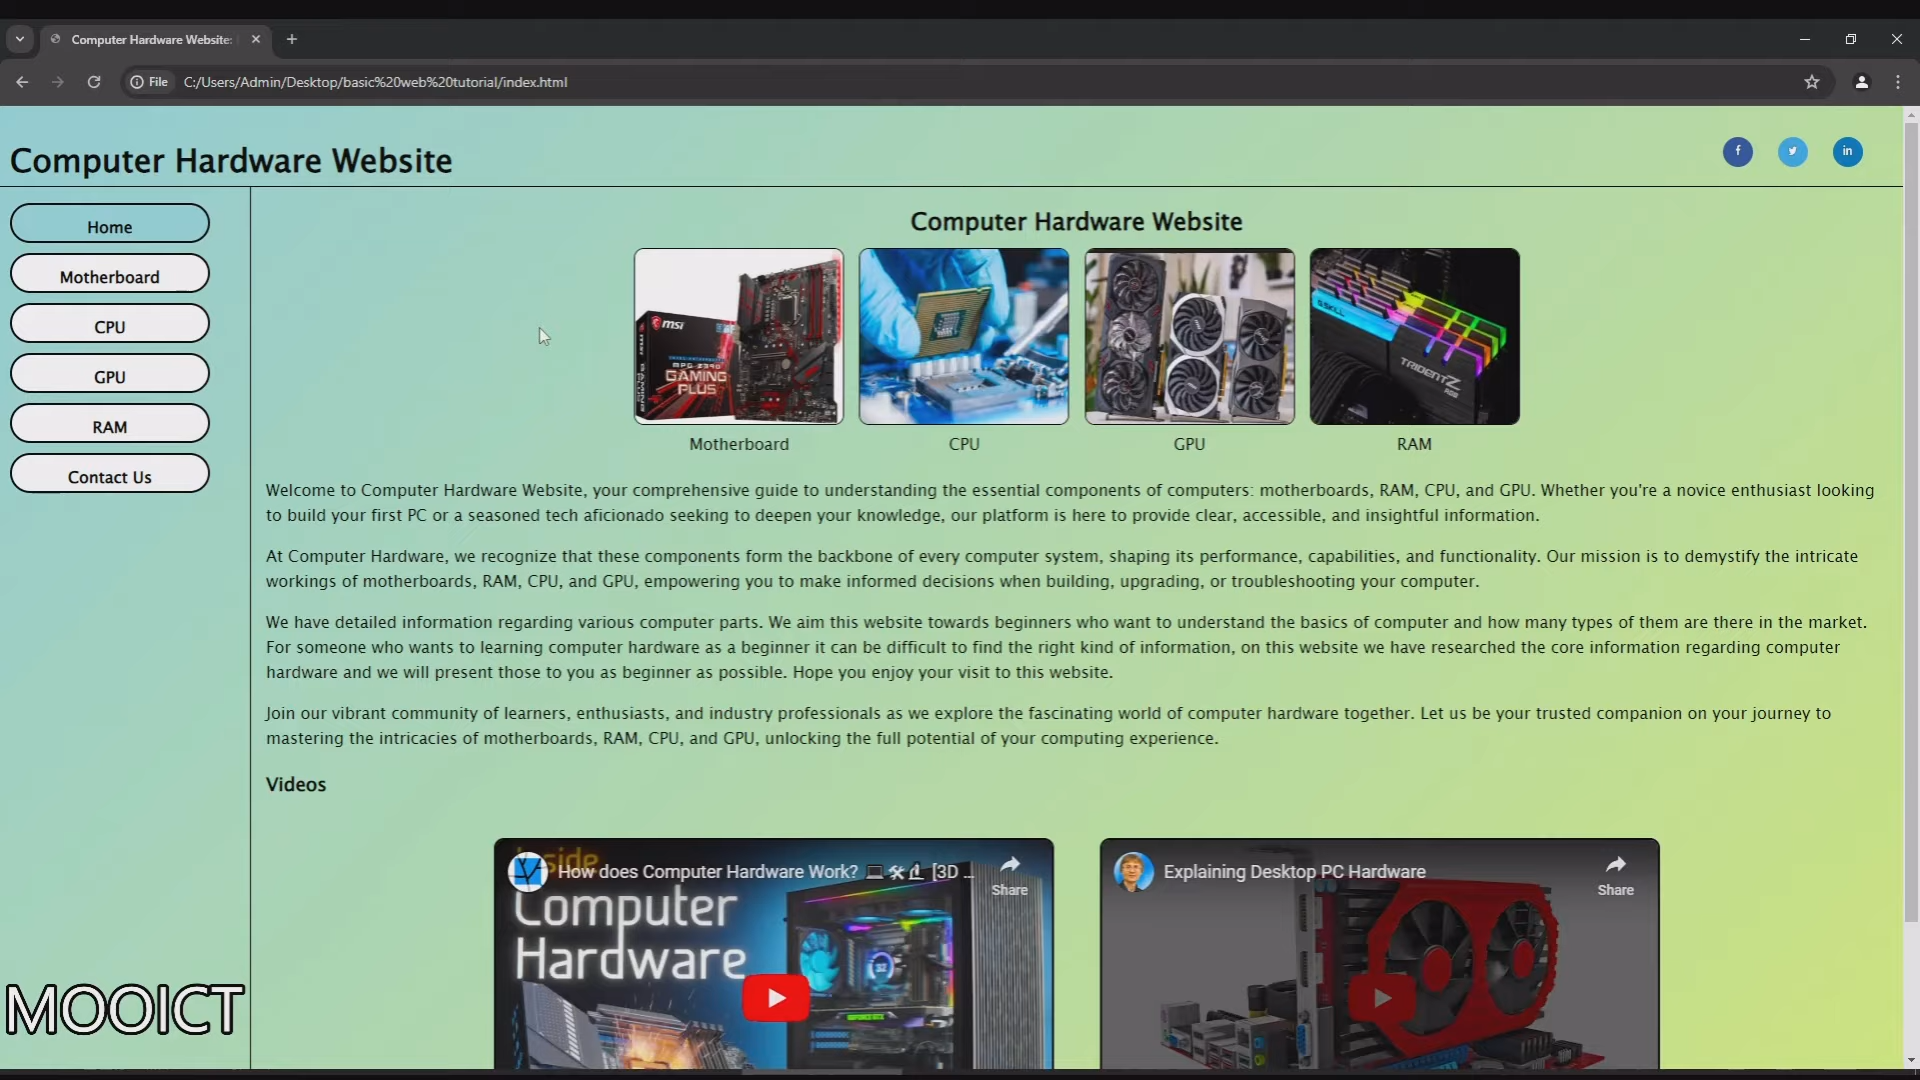 Computer Hardware Website:
File C:/Users/Admin/Desktop/basic%20web%20tutorial/index.html
Computer Hardware Website
f
in
Home
Motherboard
CPU
GPU
RAM
Contact Us
Computer Hardware Website
msi
GAMING
PLUS
G.SKILL
TRIDENTZ
Motherboard
CPU
GPU
RAM
Welcome to Computer Hardware Website, your comprehensive guide to understanding the essential components of computers: motherboards, RAM, CPU, and GPU. Whether you're a novice enthusiast looking
to build your first PC or a seasoned tech aficionado seeking to deepen your knowledge, our platform is here to provide clear, accessible, and insightful information.
At Computer Hardware, we recognize that these components form the backbone of every computer system, shaping its performance, capabilities, and functionality. Our mission is to demystify the intricate
workings of motherboards, RAM, CPU, and GPU, empowering you to make informed decisions when building, upgrading, or troubleshooting your computer.
We have detailed information regarding various computer parts. We aim this website towards beginners who want to understand the basics of computer and how many types of them are there in the market.
For someone who wants to learning computer hardware as a beginner it can be difficult to find the right kind of information, on this website we have researched the core information regarding computer
hardware and we will present those to you as beginner as possible. Hope you enjoy your visit to this website.
Join our vibrant community of learners, enthusiasts, and industry professionals as we explore the fascinating world of computer hardware together. Let us be your trusted companion on your journey to
mastering the intricacies of motherboards, RAM, CPU, and GPU, unlocking the full potential of your computing experience.
Videos
Inside
How does Computer Hardware Work? 💻🛠🔬 [3D ...
Share
Computer
Hardware
Explaining Desktop PC Hardware
Share
MOOICT